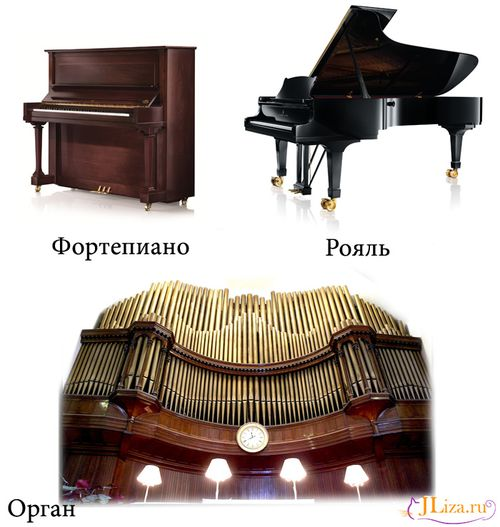 Фортепиано
Рояль
Орган
JLiza.ru